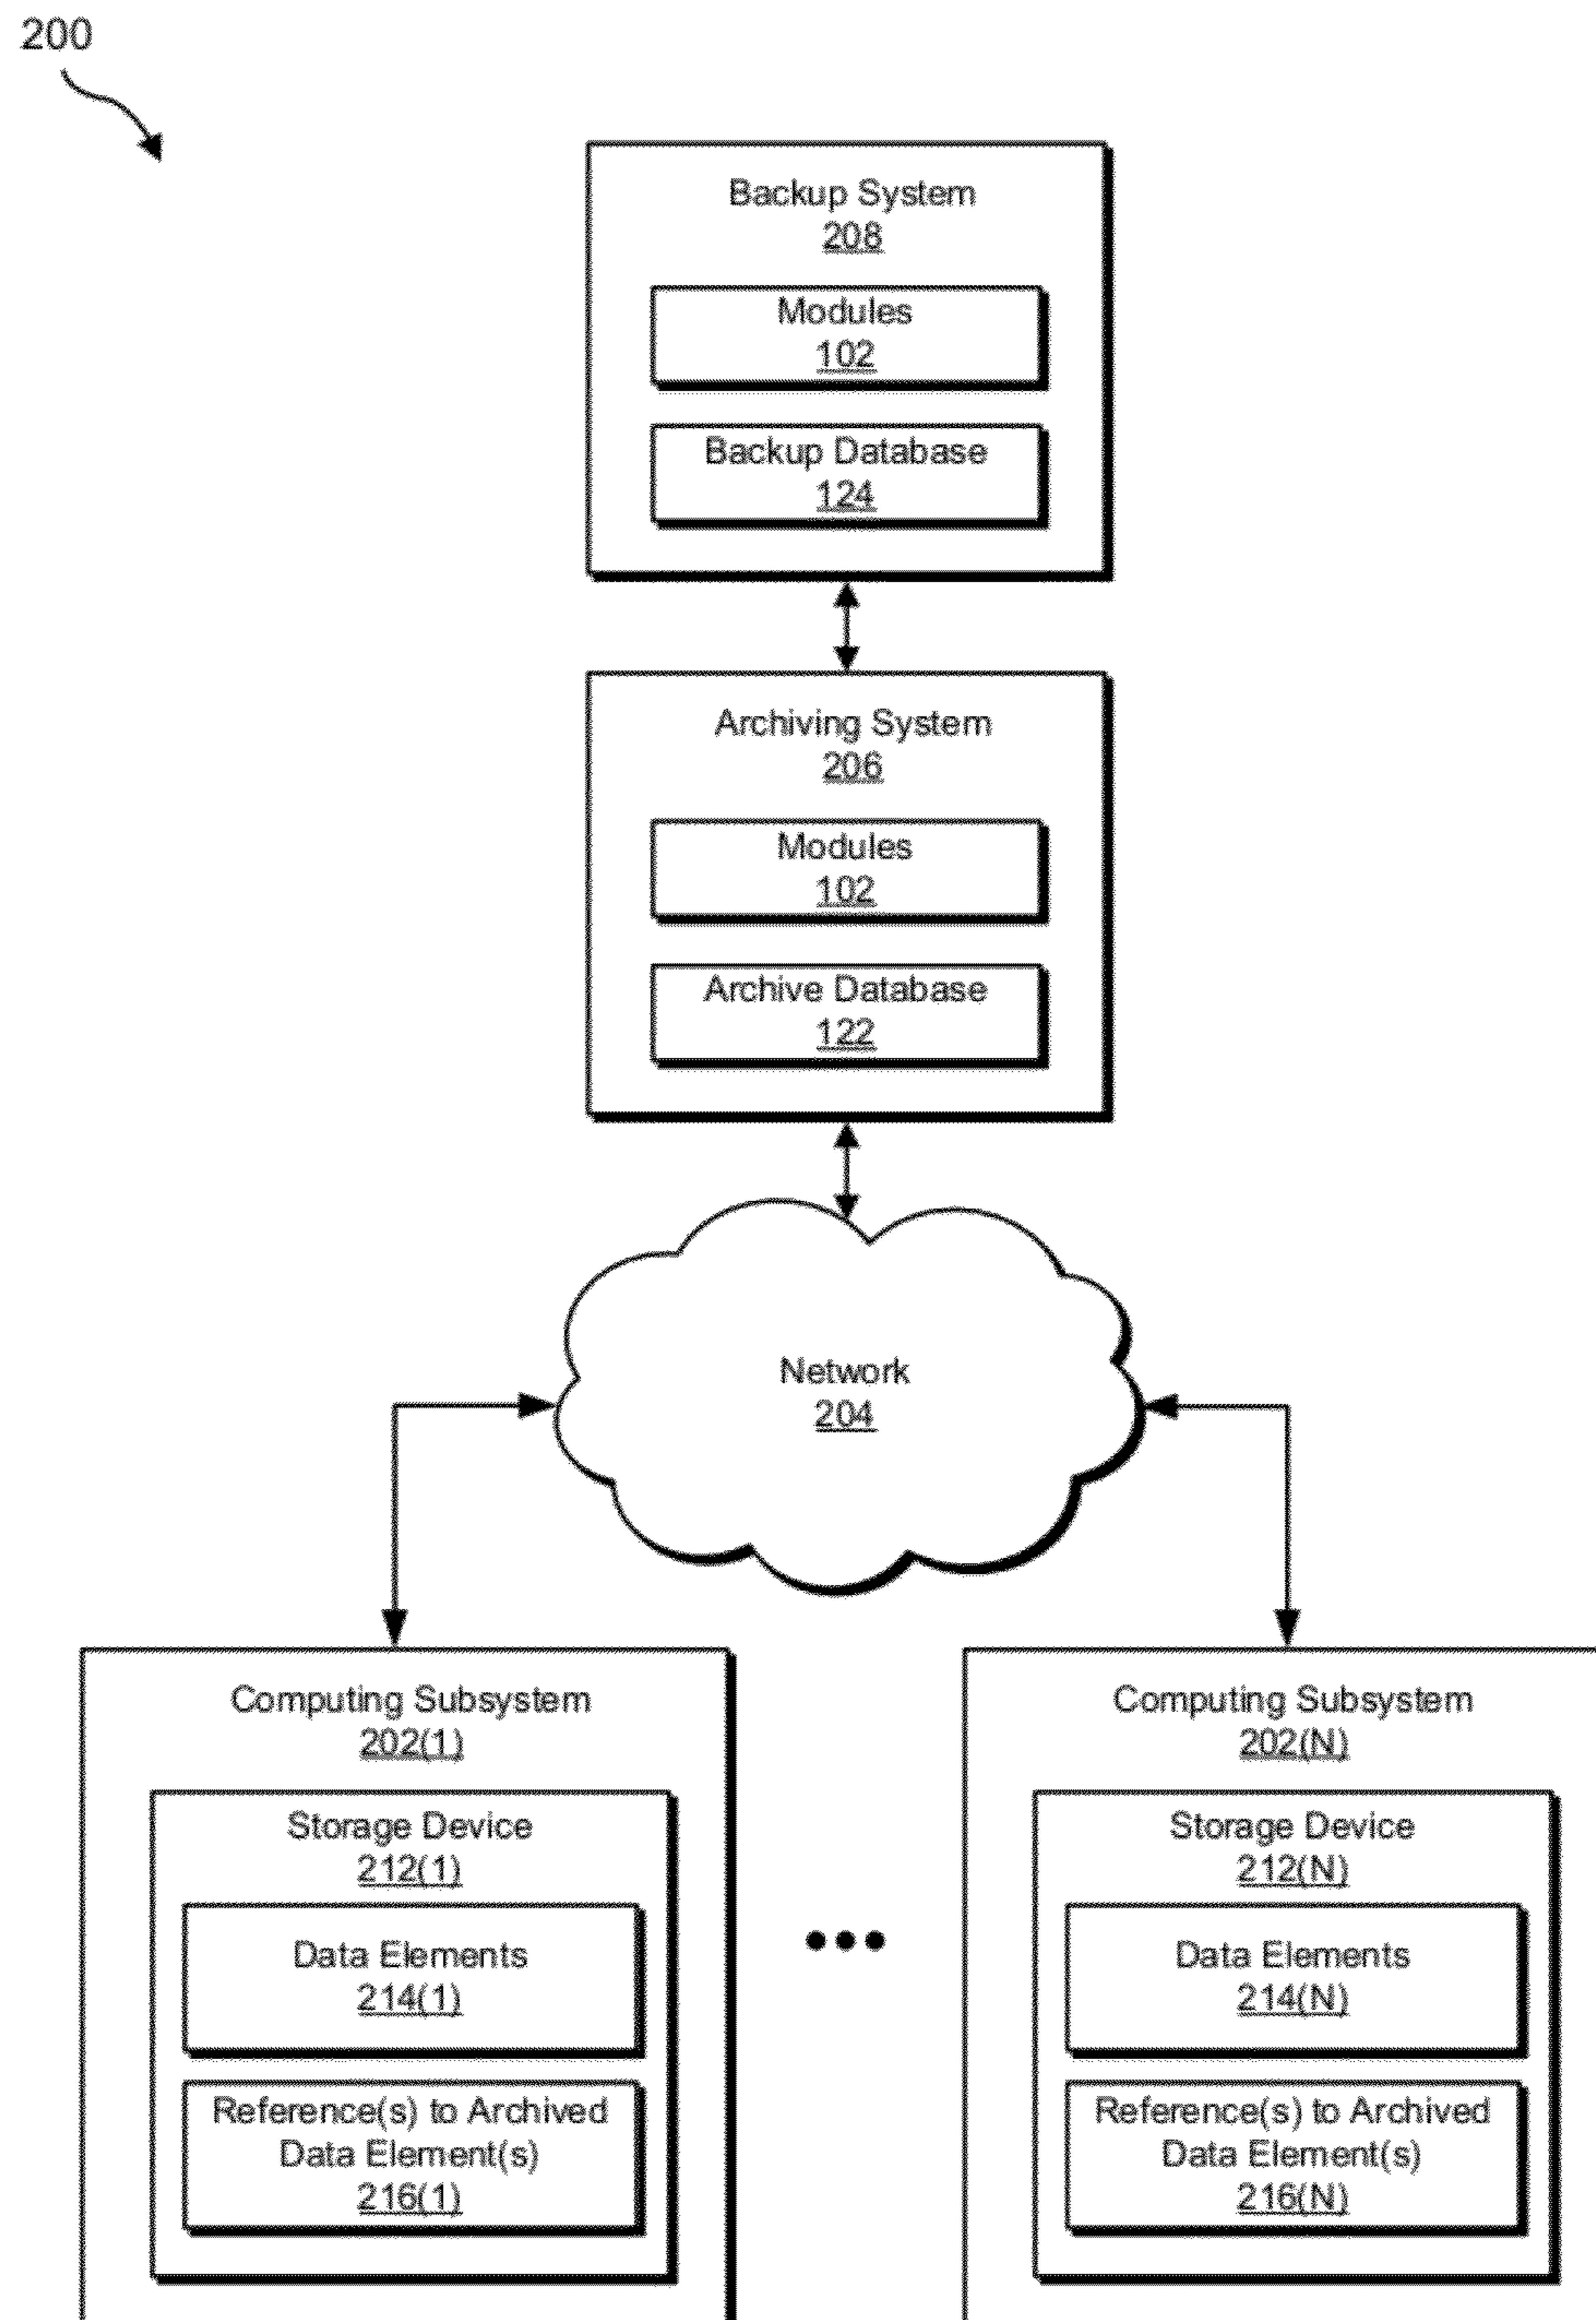 200
Backup System
208
Modules
102
Backup Database
124
Archiving System
206
Modules
102
Archive Database
122
Network
204
Computing Subsystem
202(1)
Storage Device
212(1)
Data Elements
214(1)
Reference(s) to Archived
Data Element(s)
216(1)
Computing Subsystem
202(N)
Storage Device
212(N)
Data Elements
214(N)
Reference(s) to Archived
Data Element(s)
216(N)